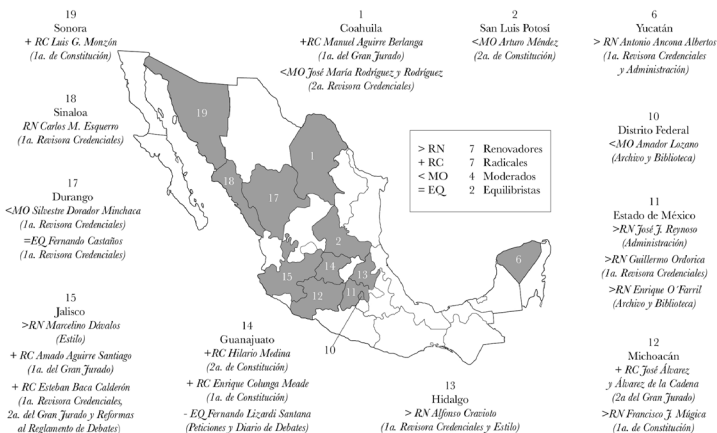 19
Sonora
+ RC Luis G. Monzón
(1a. de Constitución)
1
Coahuila
+RC Manuel Aguirre Berlanga
(1a. del Gran Jurado)
<MO José María Rodríguez y Rodríguez
(2a. Revisora Credenciales)
2
San Luis Potosí
<MO Arturo Méndez
(2a. de Constitución)
6
Yucatán
> RN Antonio Ancona Albertos
(1a. Revisora Credenciales
y Administración)
18
Sinaloa
RN Carlos M. Esquerro
(1a. Revisora Credenciales)
10
Distrito Federal
<MO Amador Lozano
(Archivo y Biblioteca)
> RN 7 Renovadores
+ RC 7 Radicales
< MO 4 Moderados
= EQ 2 Equilibristas
17
Durango
<MO Silvestre Dorador Minchaca
(1a. Revisora Credenciales)
=EQ Fernando Castaños
(1a. Revisora Credenciales)
11
Estado de México
>RN José J. Reynoso
(Administración)
>RN Guillermo Ordorica
(1a. Revisora Credenciales)
>RN Enrique O´Farril
(Archivo y Biblioteca)
15
Jalisco
>RN Marcelino Dávalos
(Estilo)
+ RC Amado Aguirre Santiago
(1a. del Gran Jurado)
+ RC Esteban Baca Calderón
(1a. Revisora Credenciales,
2a. del Gran Jurado y Reformas
al Reglamento de Debates)
14
Guanajuato
+RC Hilario Medina
(2a. de Constitución)
+ RC Enrique Colunga Meade
(1a. de Constitución)
- EQ Fernando Lizardi Santana
(Peticiones y Diario de Debates)
13
Hidalgo
> RN Alfonso Cravioto
(1a. Revisora Credenciales y Estilo)
12
Michoacán
+ RC José Álvarez
y Álvarez de la Cadena
(2a del Gran Jurado)
>RN Francisco J. Múgica
(1a. de Constitución)
19
1
18
17
2
6
14
15
13
12
11
10